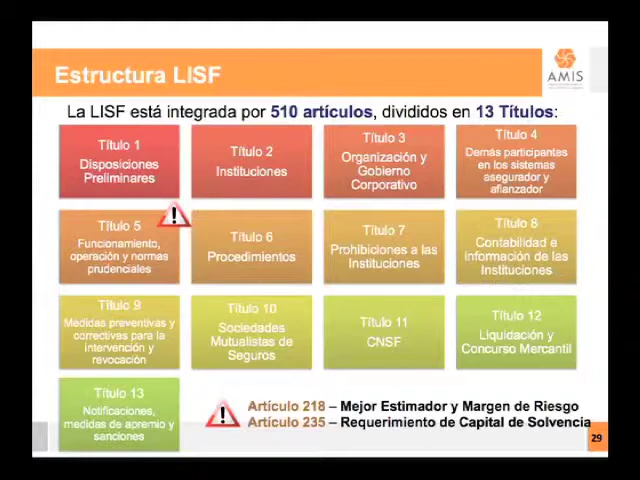 Estructura LISF
AMIS
La LISF está integrada por 510 artículos, divididos en 13 Títulos:
Título 1
Disposiciones
Preliminares
Título 2
Instituciones
Título 3
Organización y
Gobierno
Corporativo
Título 4
Demás participantes
en los sistemas
asegurador y
afianzador
Título 5
Funcionamiento,
operación y normas
prudenciales
Título 6
Procedimientos
Título 7
Prohibiciones a las
Instituciones
Título 8
Contabilidad e
información de las
Instituciones
Título 9
Medidas preventivas y
correctivas para la
intervención y
revocación
Título 10
Sociedades
Mutualistas de
Seguros
Título 11
CNSF
Título 12
Liquidación y
Concurso Mercantil
Título 13
Notificaciones,
medidas de apremio y
sanciones
Artículo 218 – Mejor Estimador y Margen de Riesgo
Artículo 235 – Requerimiento de Capital de Solvencia
29